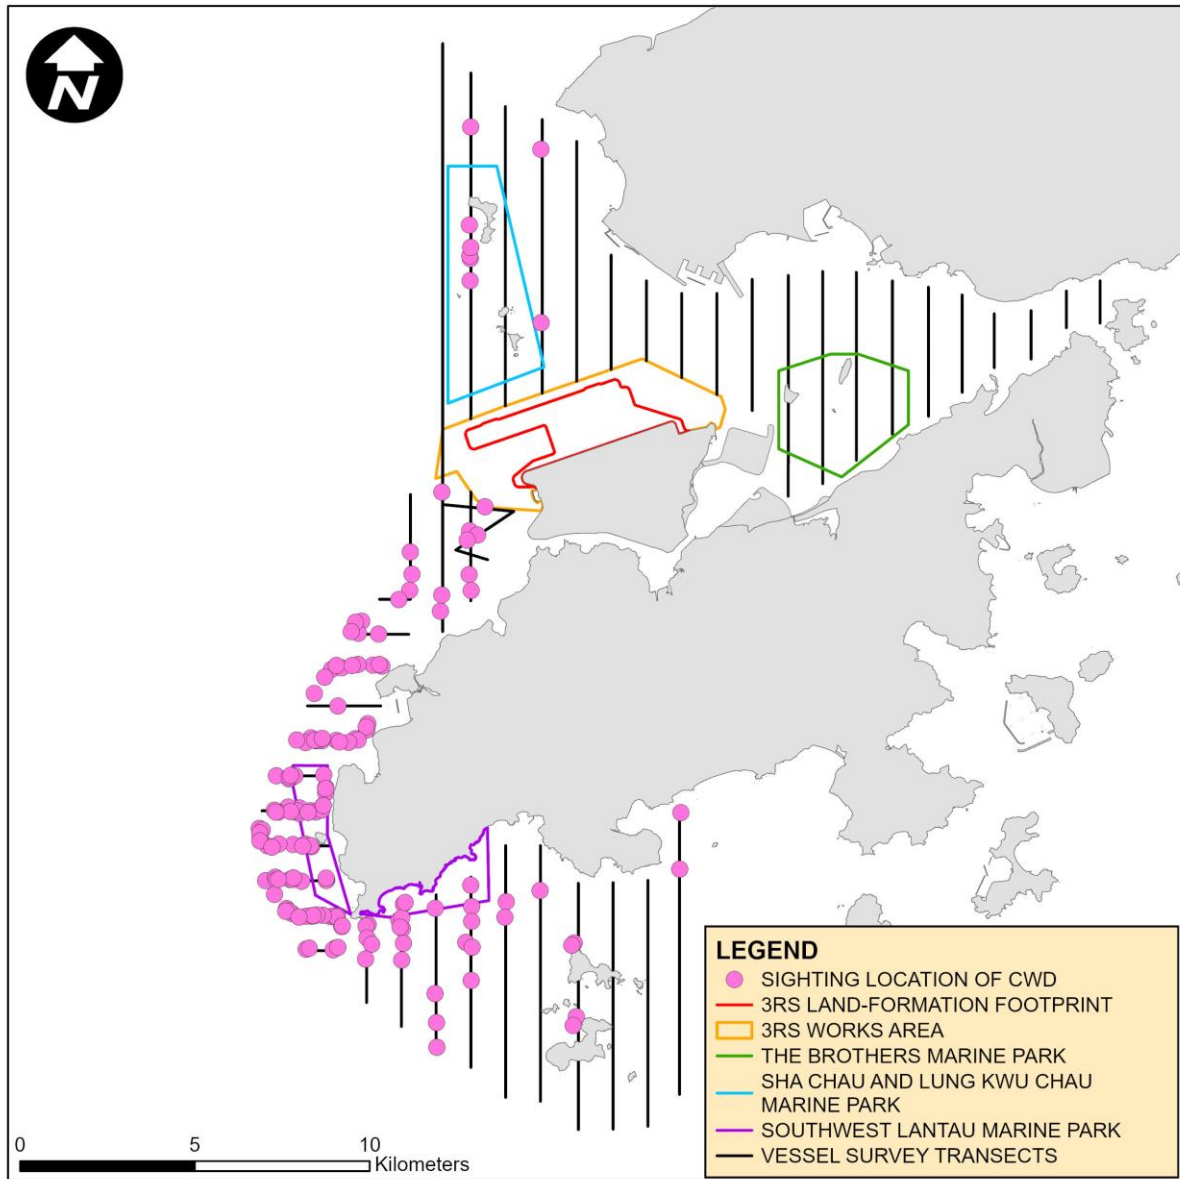 N
LEGEND
SIGHTING LOCATION OF CWD
3RS LAND-FORMATION FOOTPRINT
3RS WORKS AREA
THE BROTHERS MARINE PARK
SHA CHAU AND LUNG KWU CHAU
MARINE PARK
SOUTHWEST LANTAU MARINE PARK
VESSEL SURVEY TRANSECTS
0 5 10
Kilometers